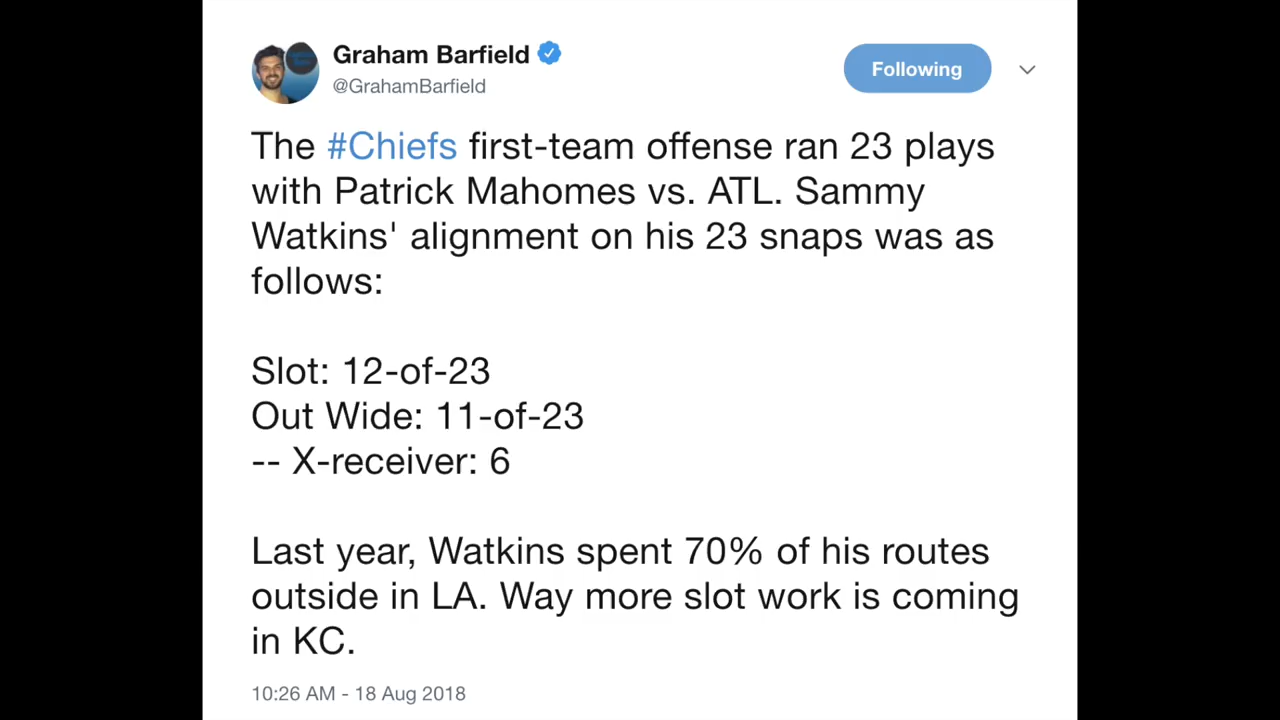 Graham Barfield
@GrahamBarfield
Following
The #Chiefs first-team offense ran 23 plays
with Patrick Mahomes vs. ATL. Sammy
Watkins' alignment on his 23 snaps was as
follows:
Slot: 12-of-23
Out Wide: 11-of-23
-- X-receiver: 6
Last year, Watkins spent 70% of his routes
outside in LA. Way more slot work is coming
in KC.
10:26 AM - 18 Aug 2018